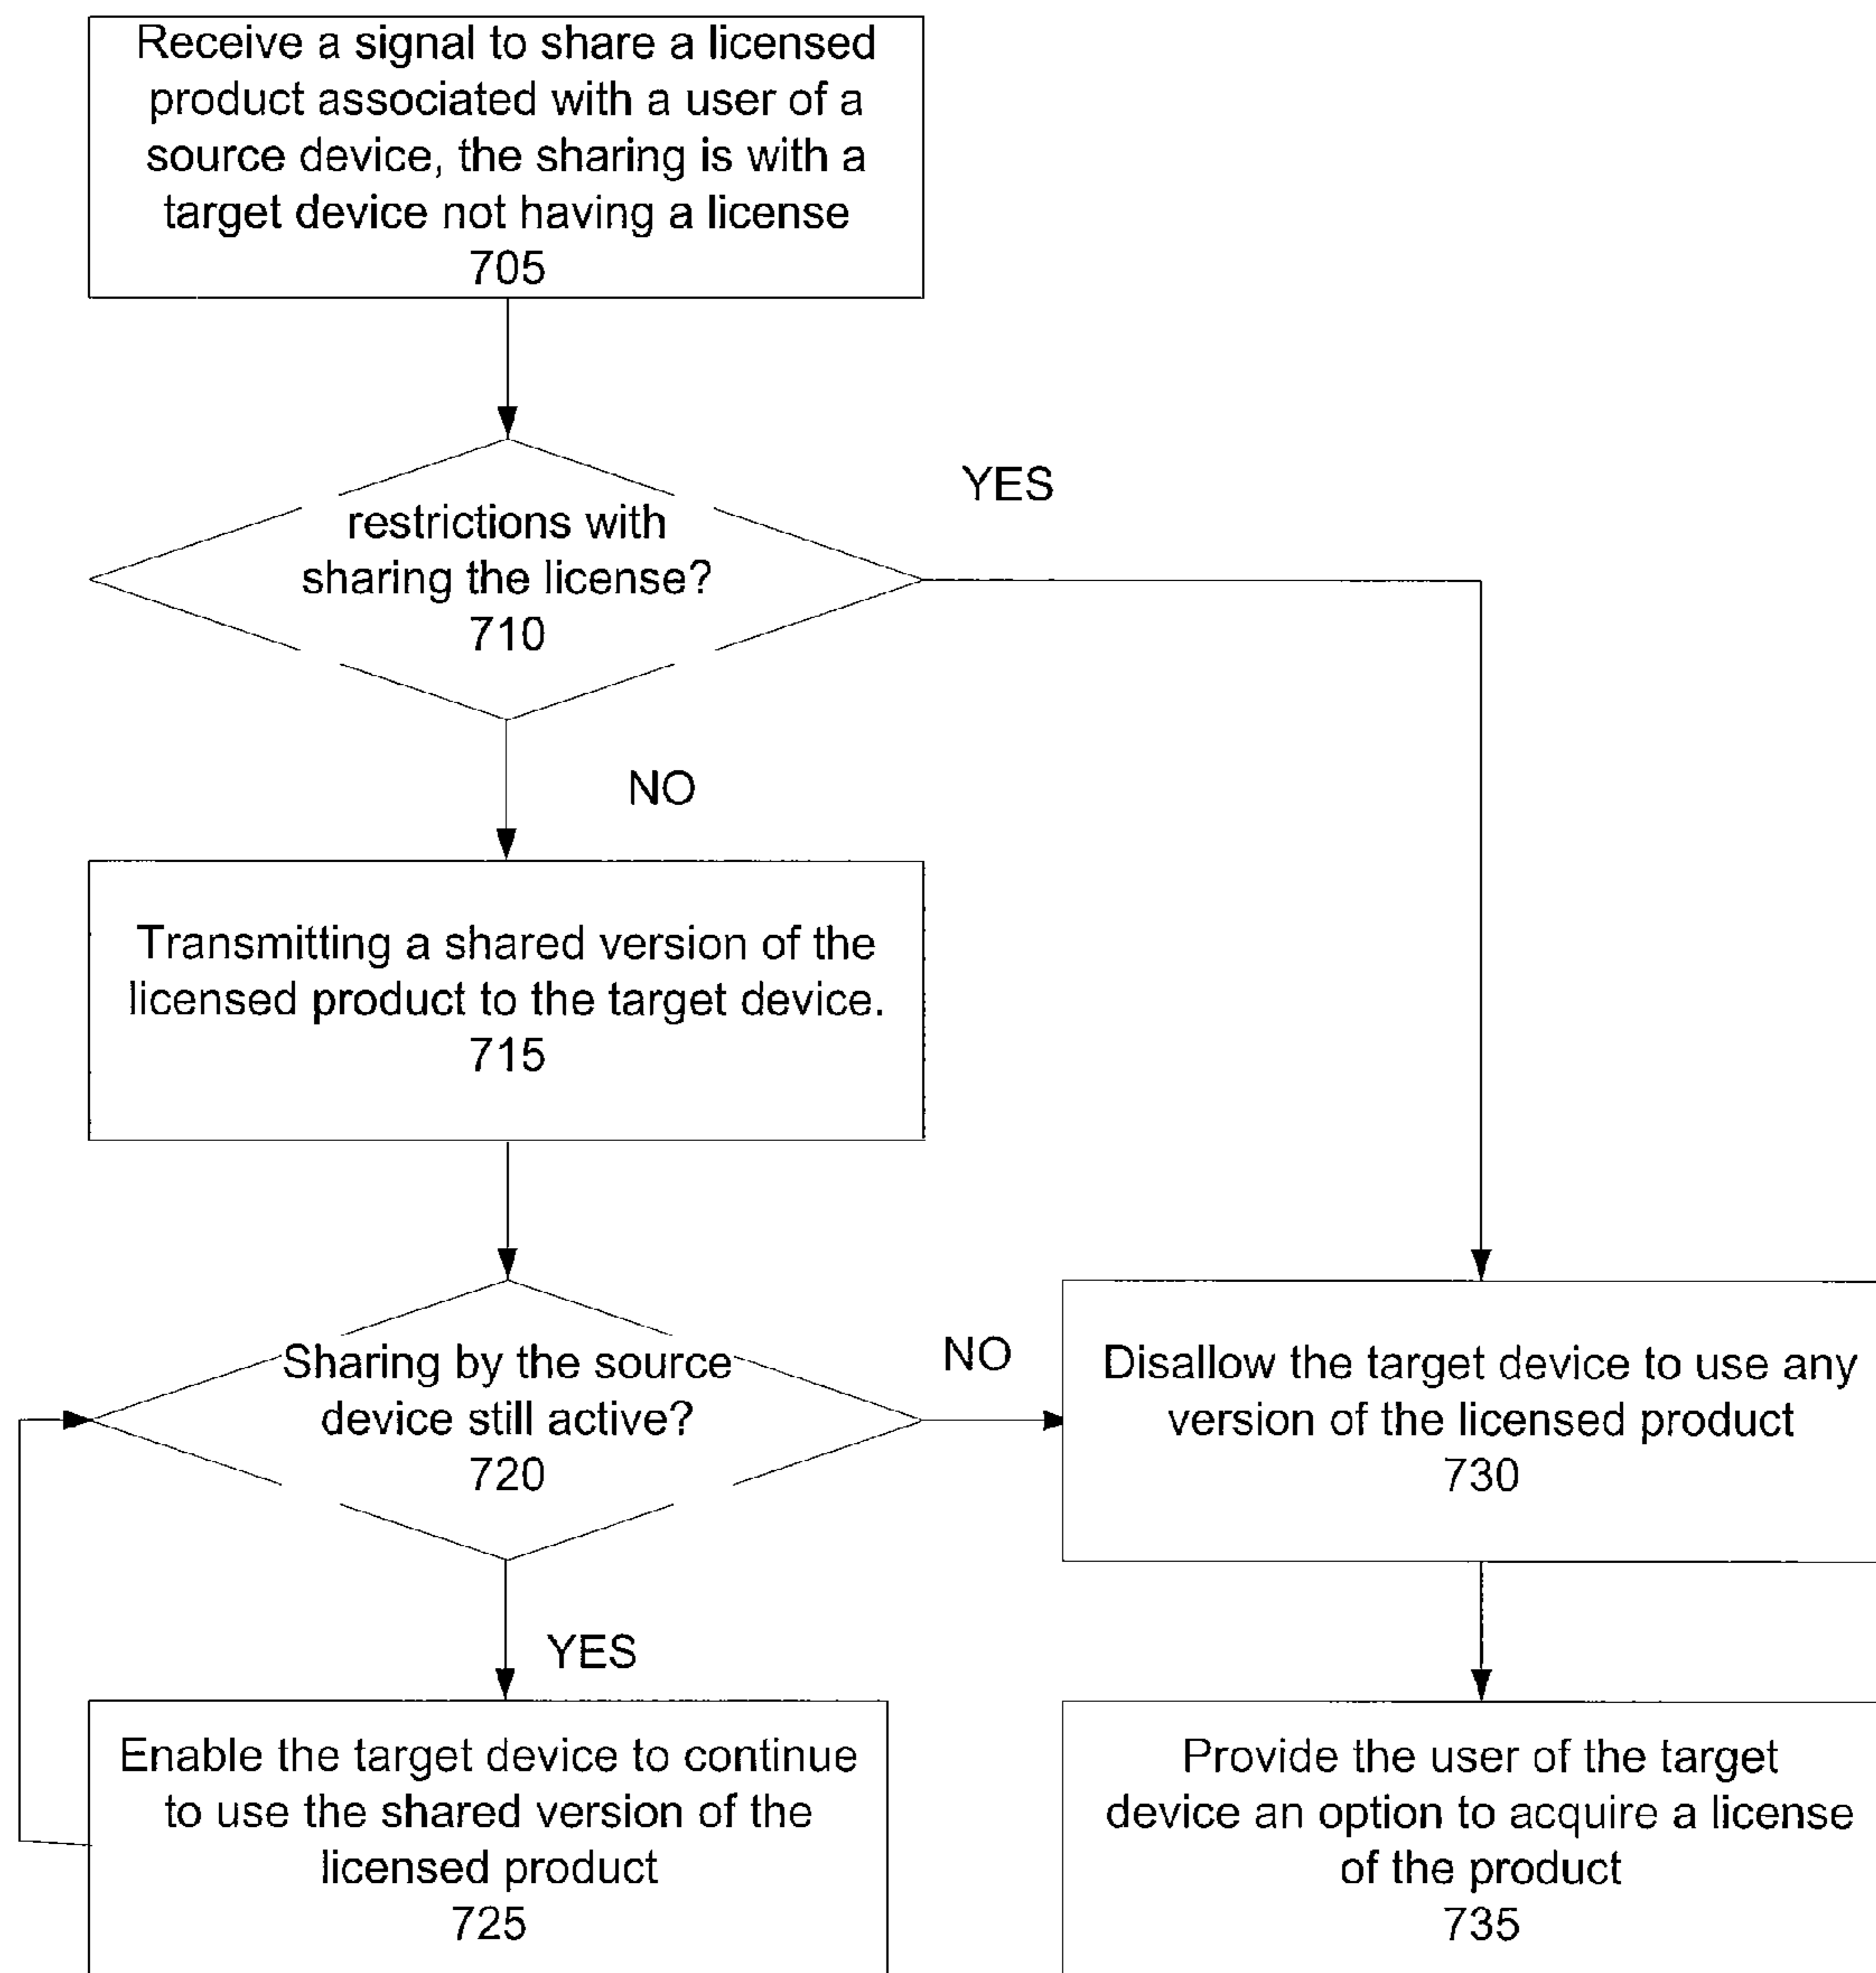 Receive a signal to share a licensed
product associated with a user of a
source device, the sharing is with a
target device not having a license
705
YES
restrictions with
sharing the license?
710
NO
Transmitting a shared version of the
licensed product to the target device.
715
Sharing by the source
device still active?
720
NO
Disallow the target device to use any
version of the licensed product
730
YES
Enable the target device to continue
to use the shared version of the
licensed product
725
Provide the user of the target
device an option to acquire a license
of the product
735